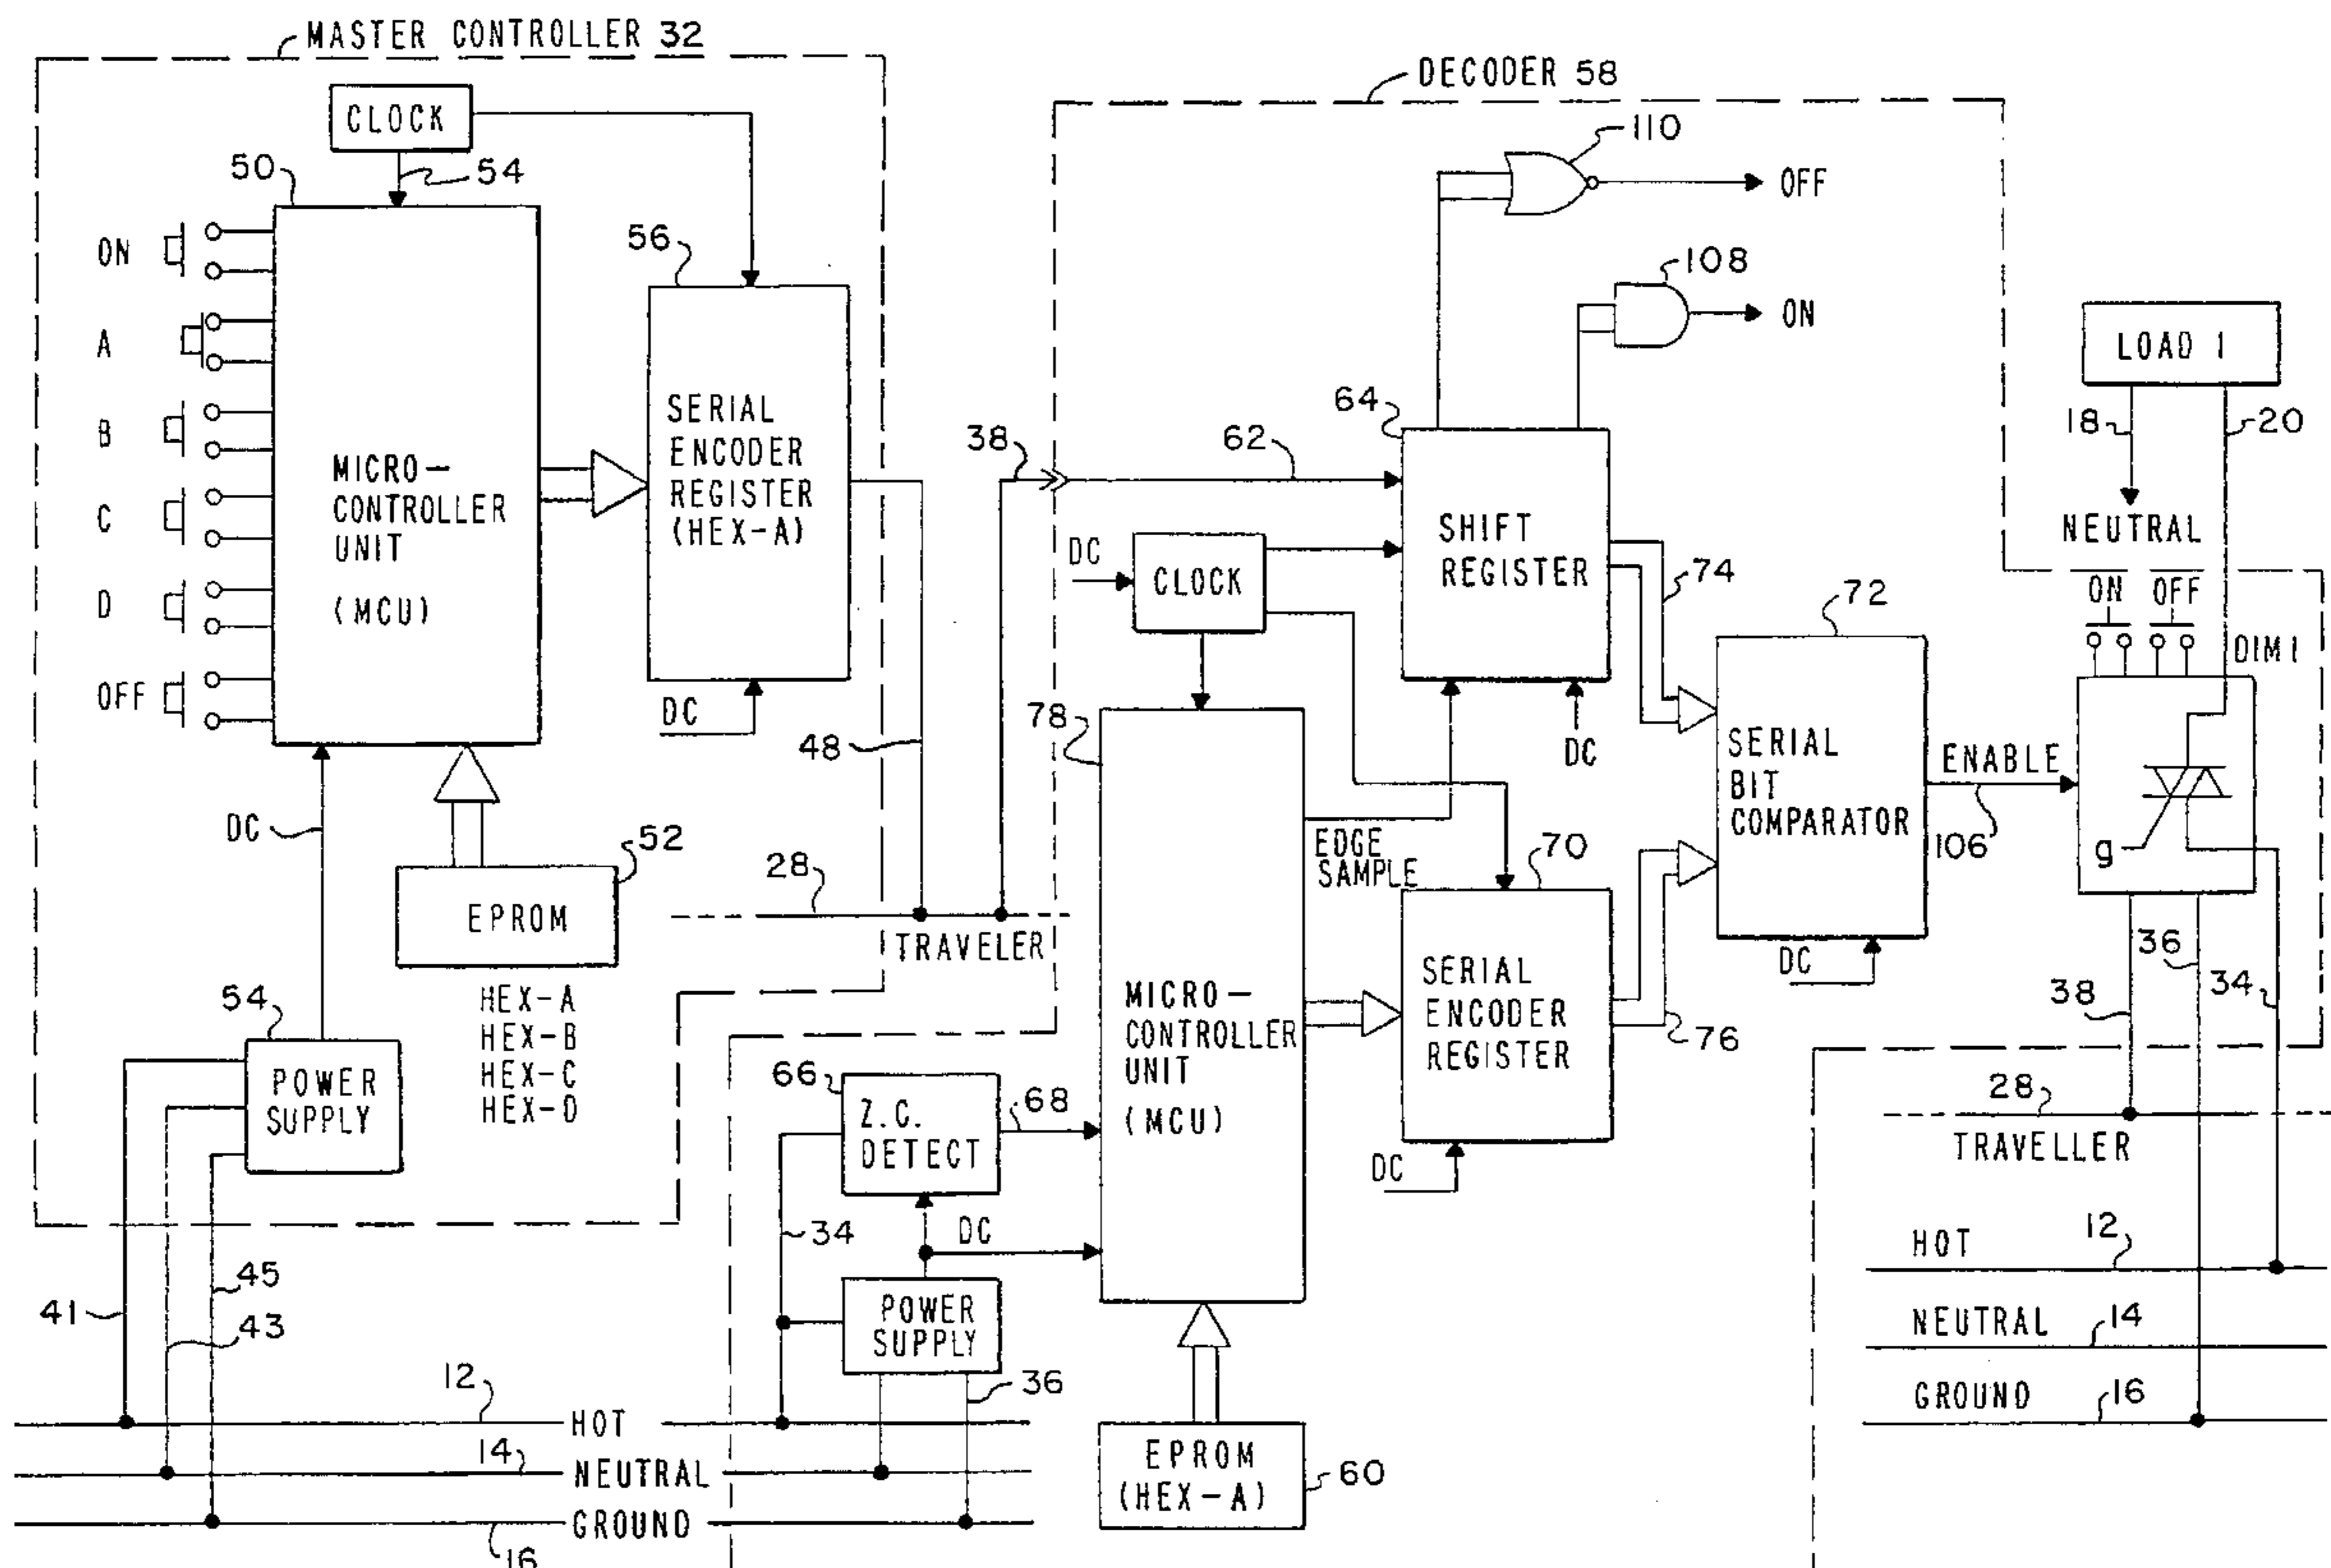 MASTER CONTROLLER 32
CLOCK
54
50
ON
A
B
C
D
OFF
MICRO-
CONTROLLER
UNIT
(MCU)
56
SERIAL
ENCODER
REGISTER
(HEX-A)
DC
48
DC
52
EPROM
HEX-A
HEX-B
HEX-C
HEX-D
54
POWER
SUPPLY
41
45
43
28
TRAVELER
12
HOT
14
NEUTRAL
GROUND
16
DECODER 58
110
OFF
108
ON
38
62
64
SHIFT
REGISTER
DC
CLOCK
DC
74
78
MICRO-
CONTROLLER
UNIT
(MCU)
EDGE
SAMPLE
70
SERIAL
ENCODER
REGISTER
DC
76
72
SERIAL
BIT
COMPARATOR
DC
ENABLE
106
66
Z.C.
DETECT
68
34
DC
POWER
SUPPLY
36
EPROM
(HEX-A)
60
LOAD 1
18
20
NEUTRAL
ON
OFF
DIM 1
g
38
36
34
28
TRAVELLER
HOT
12
NEUTRAL
14
GROUND
16